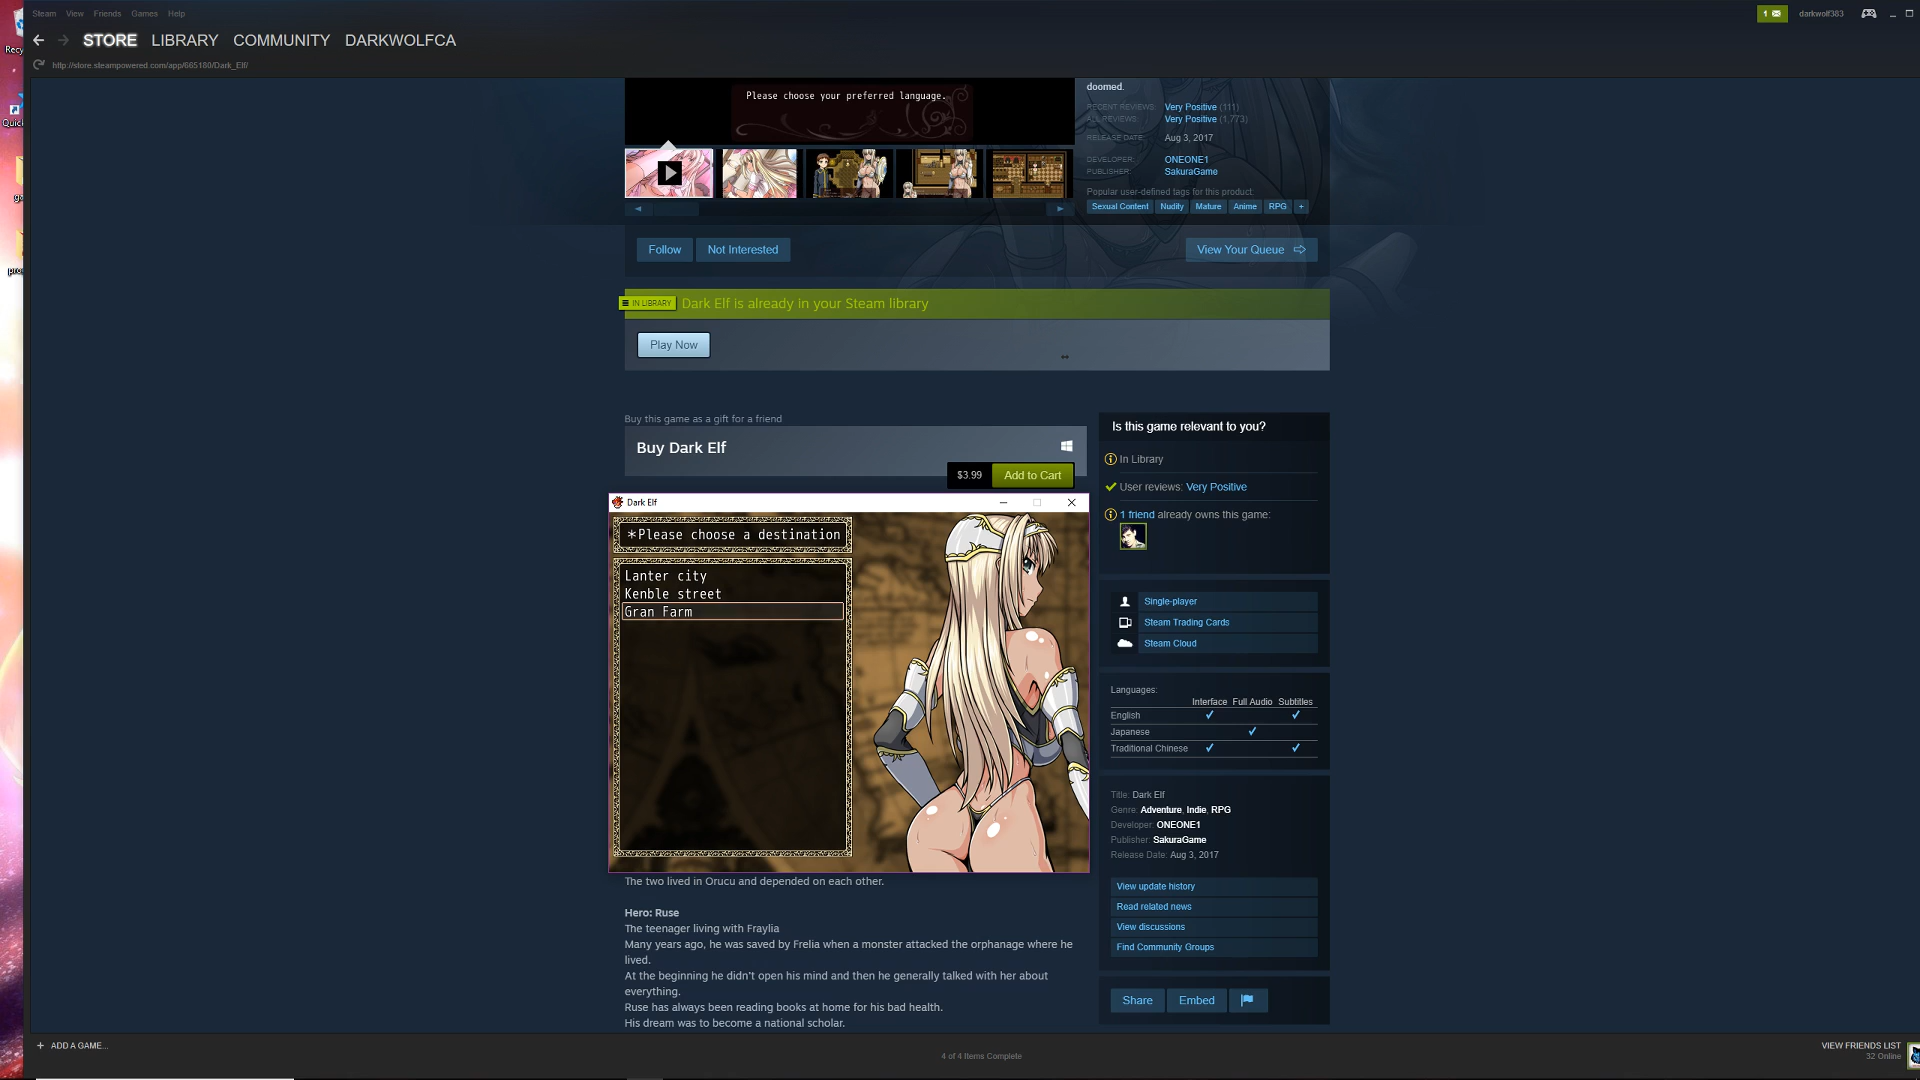 Steam View Friends Games Help
1
darkwolf383
STORE LIBRARY COMMUNITY DARKWOLFCA
http://store.steampowered.com/app/665180/Dark_Elf/
Please choose your preferred language.
doomed.
RECENT REVIEWS: Very Positive (111)
ALL REVIEWS: Very Positive (1,773)
RELEASE DATE: Aug 3, 2017
DEVELOPER: ONEONE1
PUBLISHER: SakuraGame
Popular user-defined tags for this product:
Sexual Content Nudity Mature Anime RPG +
Follow Not Interested View Your Queue
IN LIBRARY Dark Elf is already in your Steam library
Play Now
Buy this game as a gift for a friend
Buy Dark Elf
$3.99 Add to Cart
Dark Elf
*Please choose a destination
Lanter city
Kenble street
Gran Farm
The two lived in Orucu and depended on each other.
Hero: Ruse
The teenager living with Fraylia
Many years ago, he was saved by Frelia when a monster attacked the orphanage where he
lived.
At the beginning he didn't open his mind and then he generally talked with her about
everything.
Ruse has always been reading books at home for his bad health.
His dream was to become a national scholar.
Is this game relevant to you?
In Library
User reviews: Very Positive
1 friend already owns this game:
Single-player
Steam Trading Cards
Steam Cloud
Languages:
Interface Full Audio Subtitles
English
Japanese
Traditional Chinese
Title: Dark Elf
Genre: Adventure, Indie, RPG
Developer: ONEONE1
Publisher: SakuraGame
Release Date: Aug 3, 2017
View update history
Read related news
View discussions
Find Community Groups
Share Embed
+ ADD A GAME...
4 of 4 Items Complete
VIEW FRIENDS LIST
32 Online